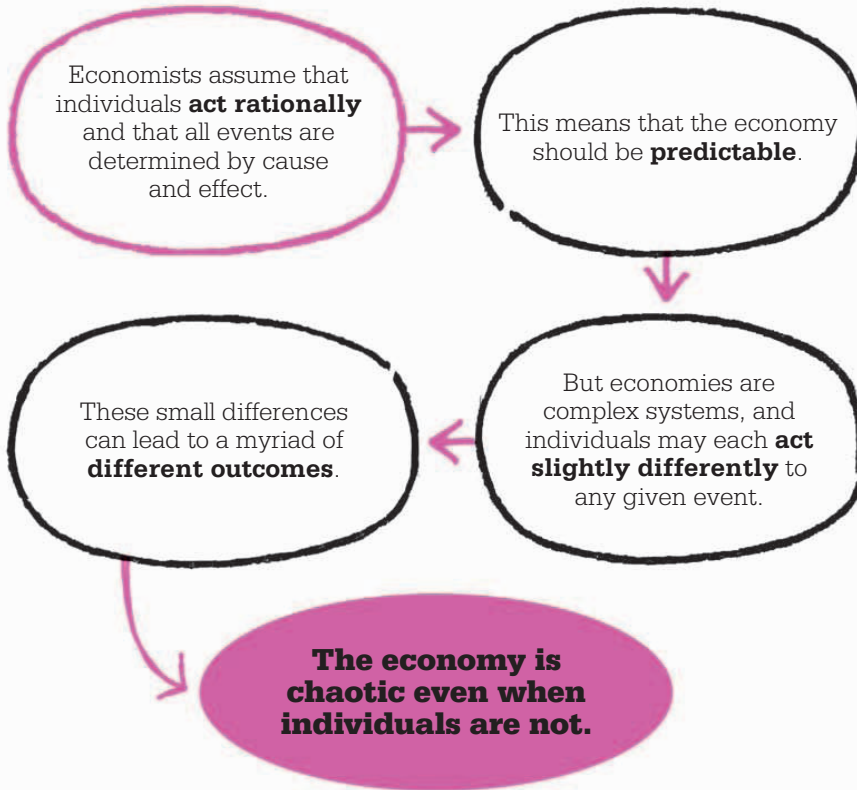 Economists assume that
individuals act rationally
and that all events are
determined by cause
and effect.
This means that the economy
should be predictable.
But economies are
complex systems, and
individuals may each act
slightly differently to
any given event.
These small differences
can lead to a myriad of
different outcomes.
The economy is
chaotic even when
individuals are not.